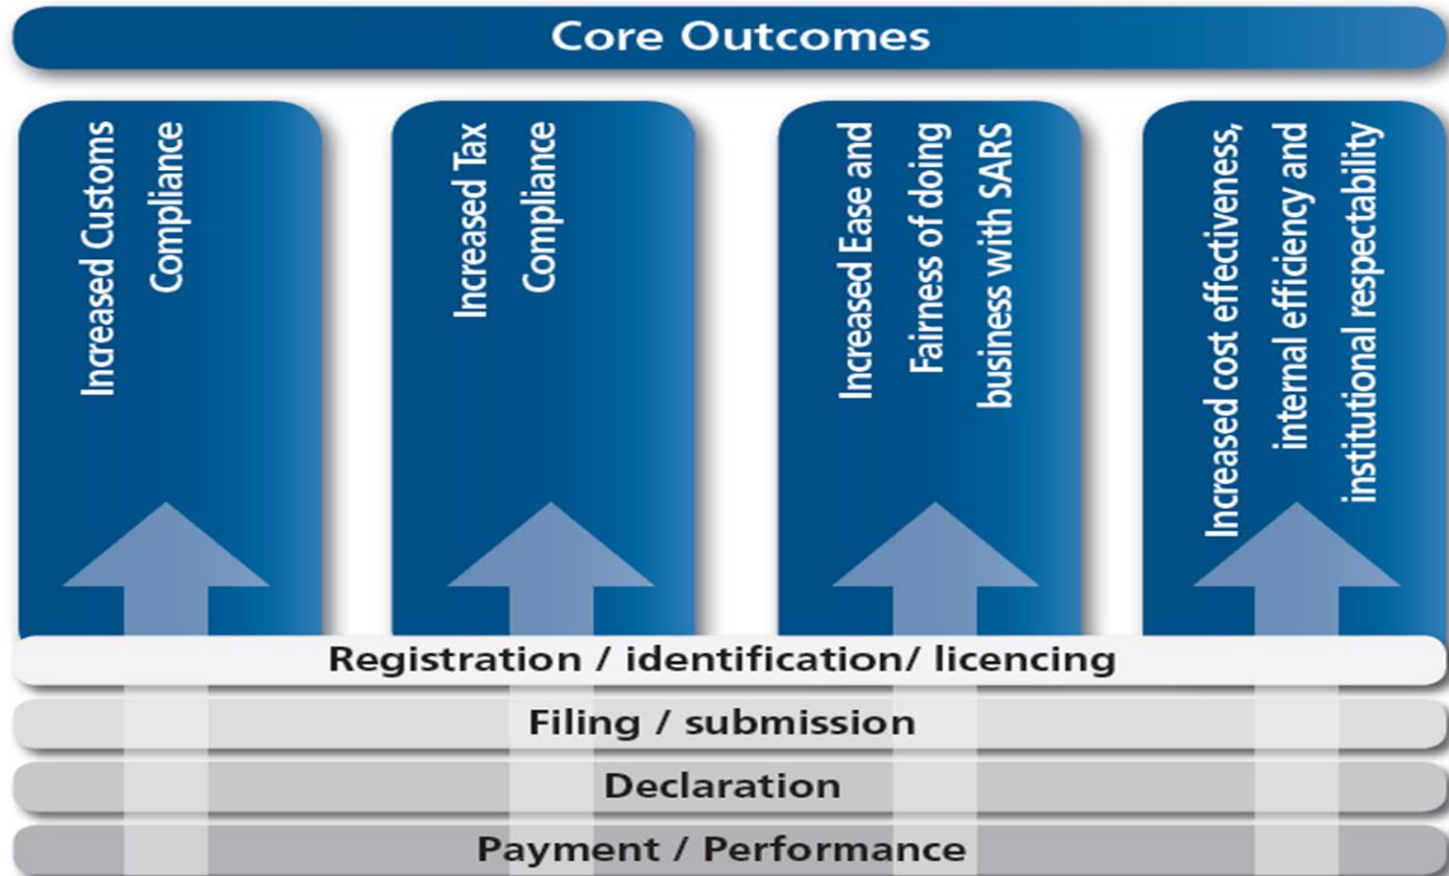 Core Outcomes
Increased Customs
Compliance
Increased Tax
Compliance
Increased Ease and
Fairness of doing
business with SARS
Increased cost effectiveness,
internal efficiency and
institutional respectability
Registration / identification/ licencing
Filing / submission
Declaration
Payment / Performance